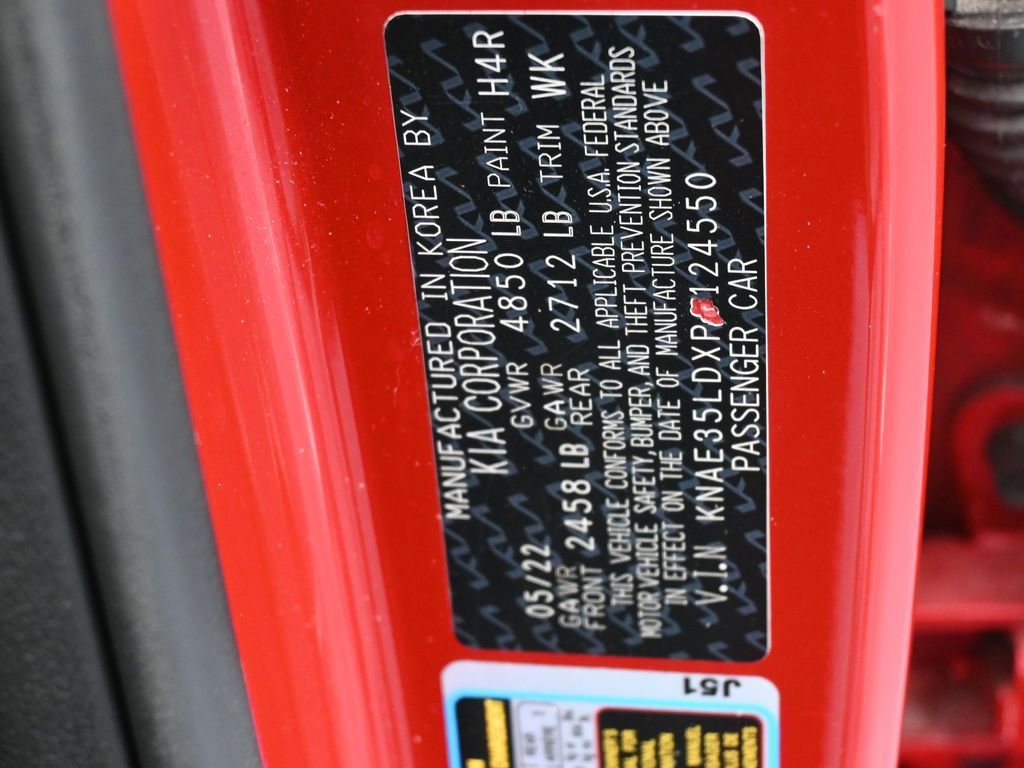 MANUFACTURED IN KOREA BY
KIA CORPORATION
05/22 GVWR 4850 LB PAINT H4R
GAWR FRONT 2458 LB GAWR REAR 2712 LB TRIM WK
THIS VEHICLE CONFORMS TO ALL APPLICABLE U.S.A. FEDERAL
MOTOR VEHICLE SAFETY, BUMPER, AND THEFT PREVENTION STANDARDS
IN EFFECT ON THE DATE OF MANUFACTURE SHOWN ABOVE
V.I.N KNAE35LDXP 124550
PASSENGER CAR
J51